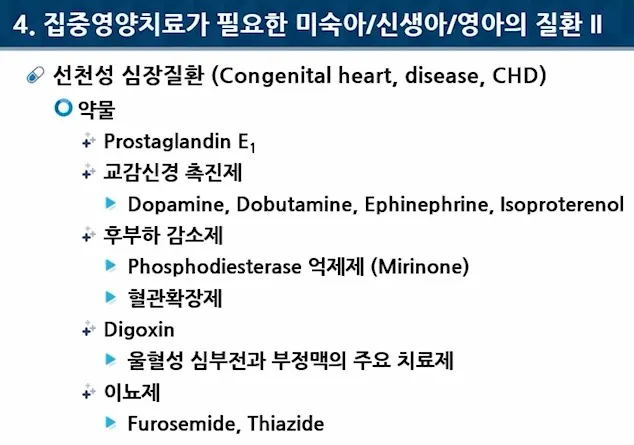 4. 집중영양치료가 필요한 미숙아/신생아/영아의 질환 II
선천성 심장질환 (Congenital heart, disease, CHD)
약물
Prostaglandin E₁
교감신경 촉진제
Dopamine, Dobutamine, Ephinephrine, Isoproterenol
후부하 감소제
Phosphodiesterase 억제제 (Mirinone)
혈관확장제
Digoxin
울혈성 심부전과 부정맥의 주요 치료제
이뇨제
Furosemide, Thiazide